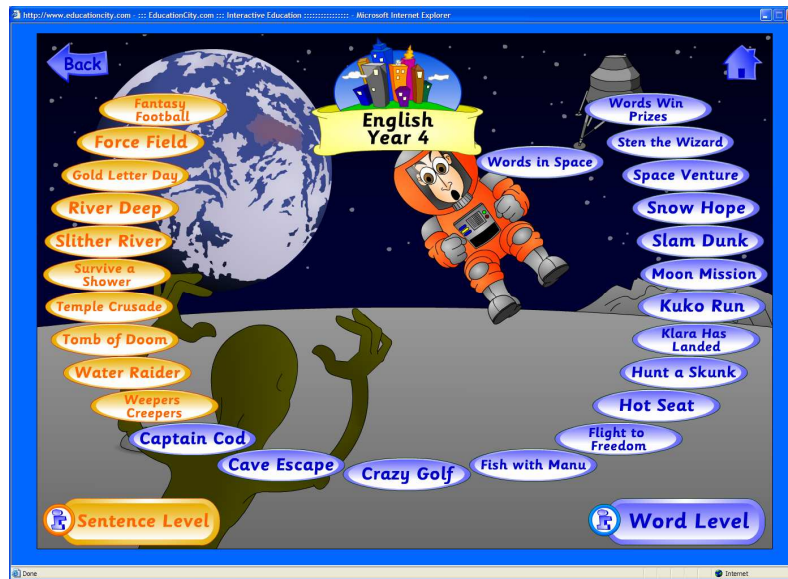 http://www.educationcity.com - ::: EducationCity.com ::: Interactive Education :::::::::::::::: - Microsoft Internet Explorer
Back
English
Year 4
Fantasy
Football
Force Field
Gold Letter Day
River Deep
Slither River
Survive a
Shower
Temple Crusade
Tomb of Doom
Water Raider
Weepers
Creepers
Captain Cod
Cave Escape
Crazy Golf
Fish with Manu
Flight to
Freedom
Hot Seat
Hunt a Skunk
Klara Has
Landed
Kuko Run
Moon Mission
Slam Dunk
Snow Hope
Space Venture
Sten the Wizard
Words Win
Prizes
Words in Space
Sentence Level
Word Level
Done
Internet